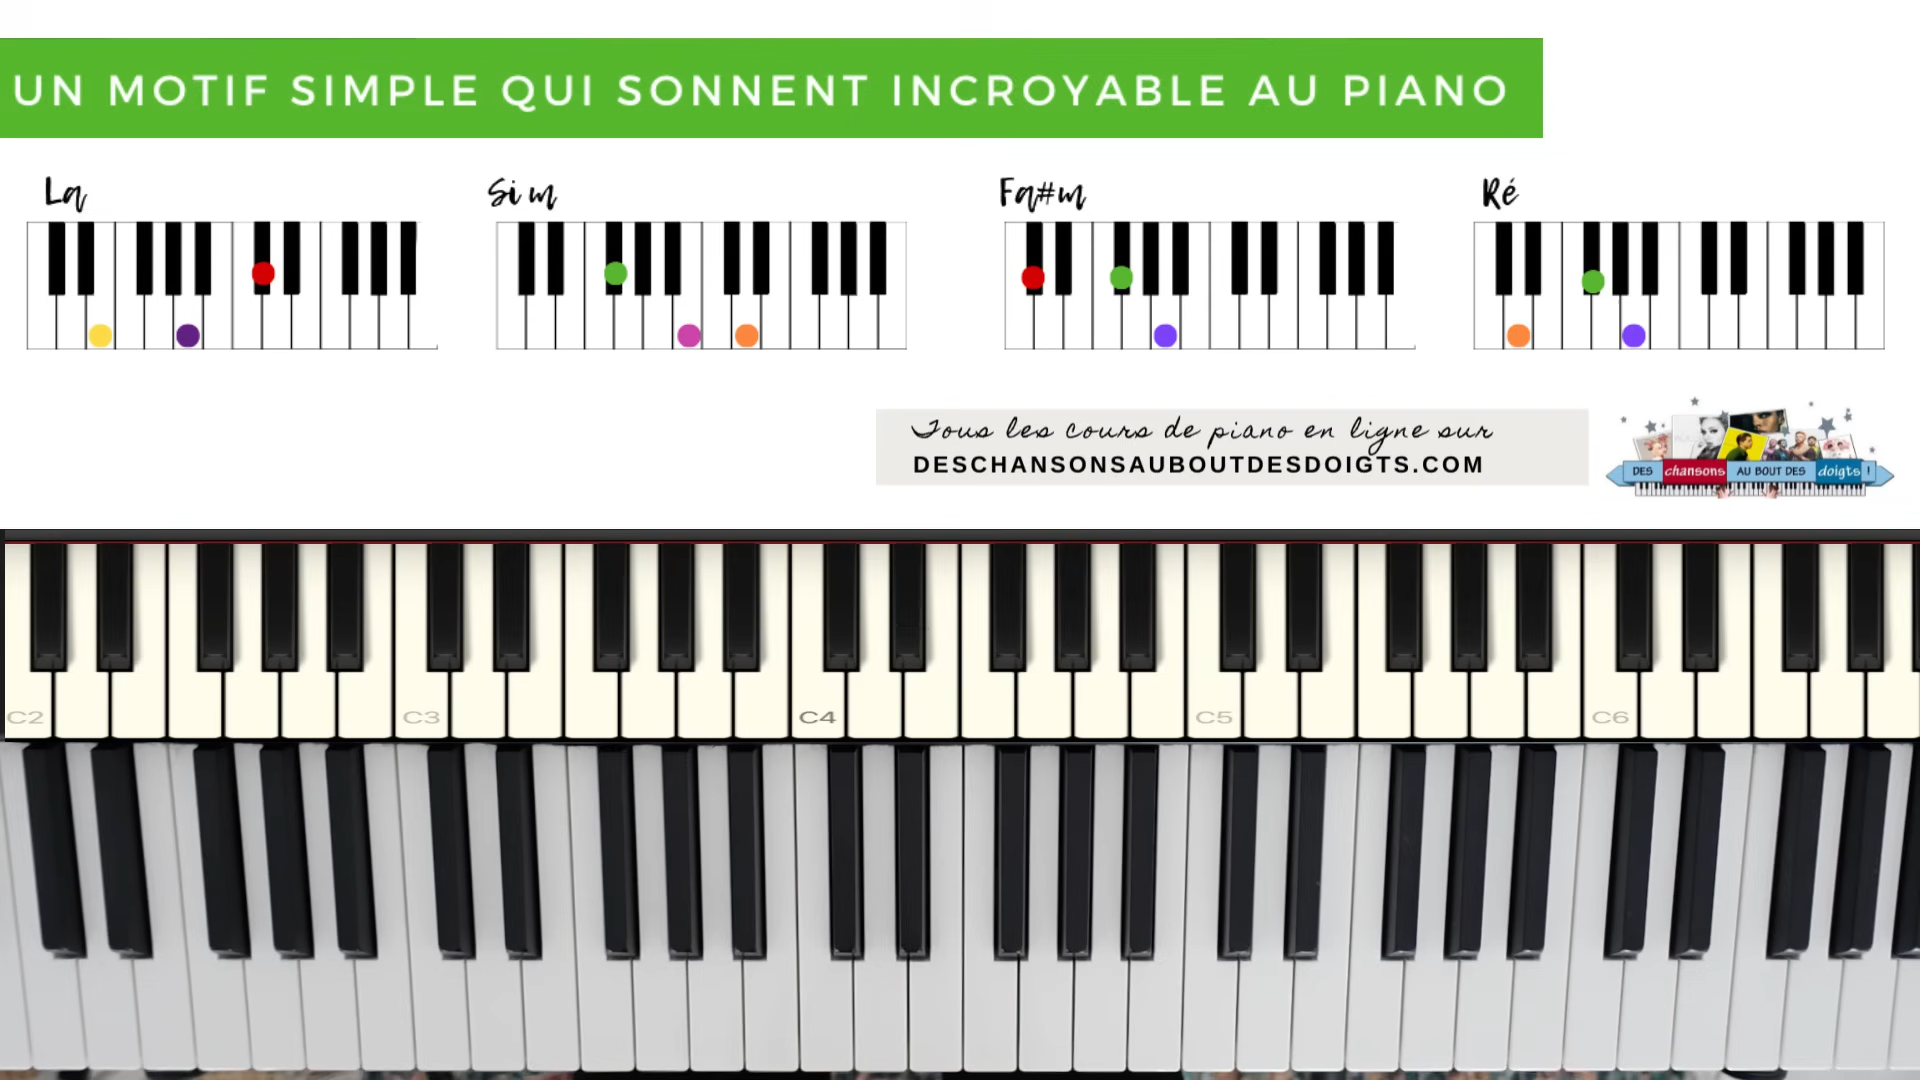 UN MOTIF SIMPLE QUI SONNENT INCROYABLE AU PIANO
La
Si m
Fa#m
Ré
Tous les cours de piano en ligne sur
DESCHANSONSAUBOUTDESDOIGTS.COM
DES chansons AU BOUT DES doigts !
C2 C3 C4 C5 C6